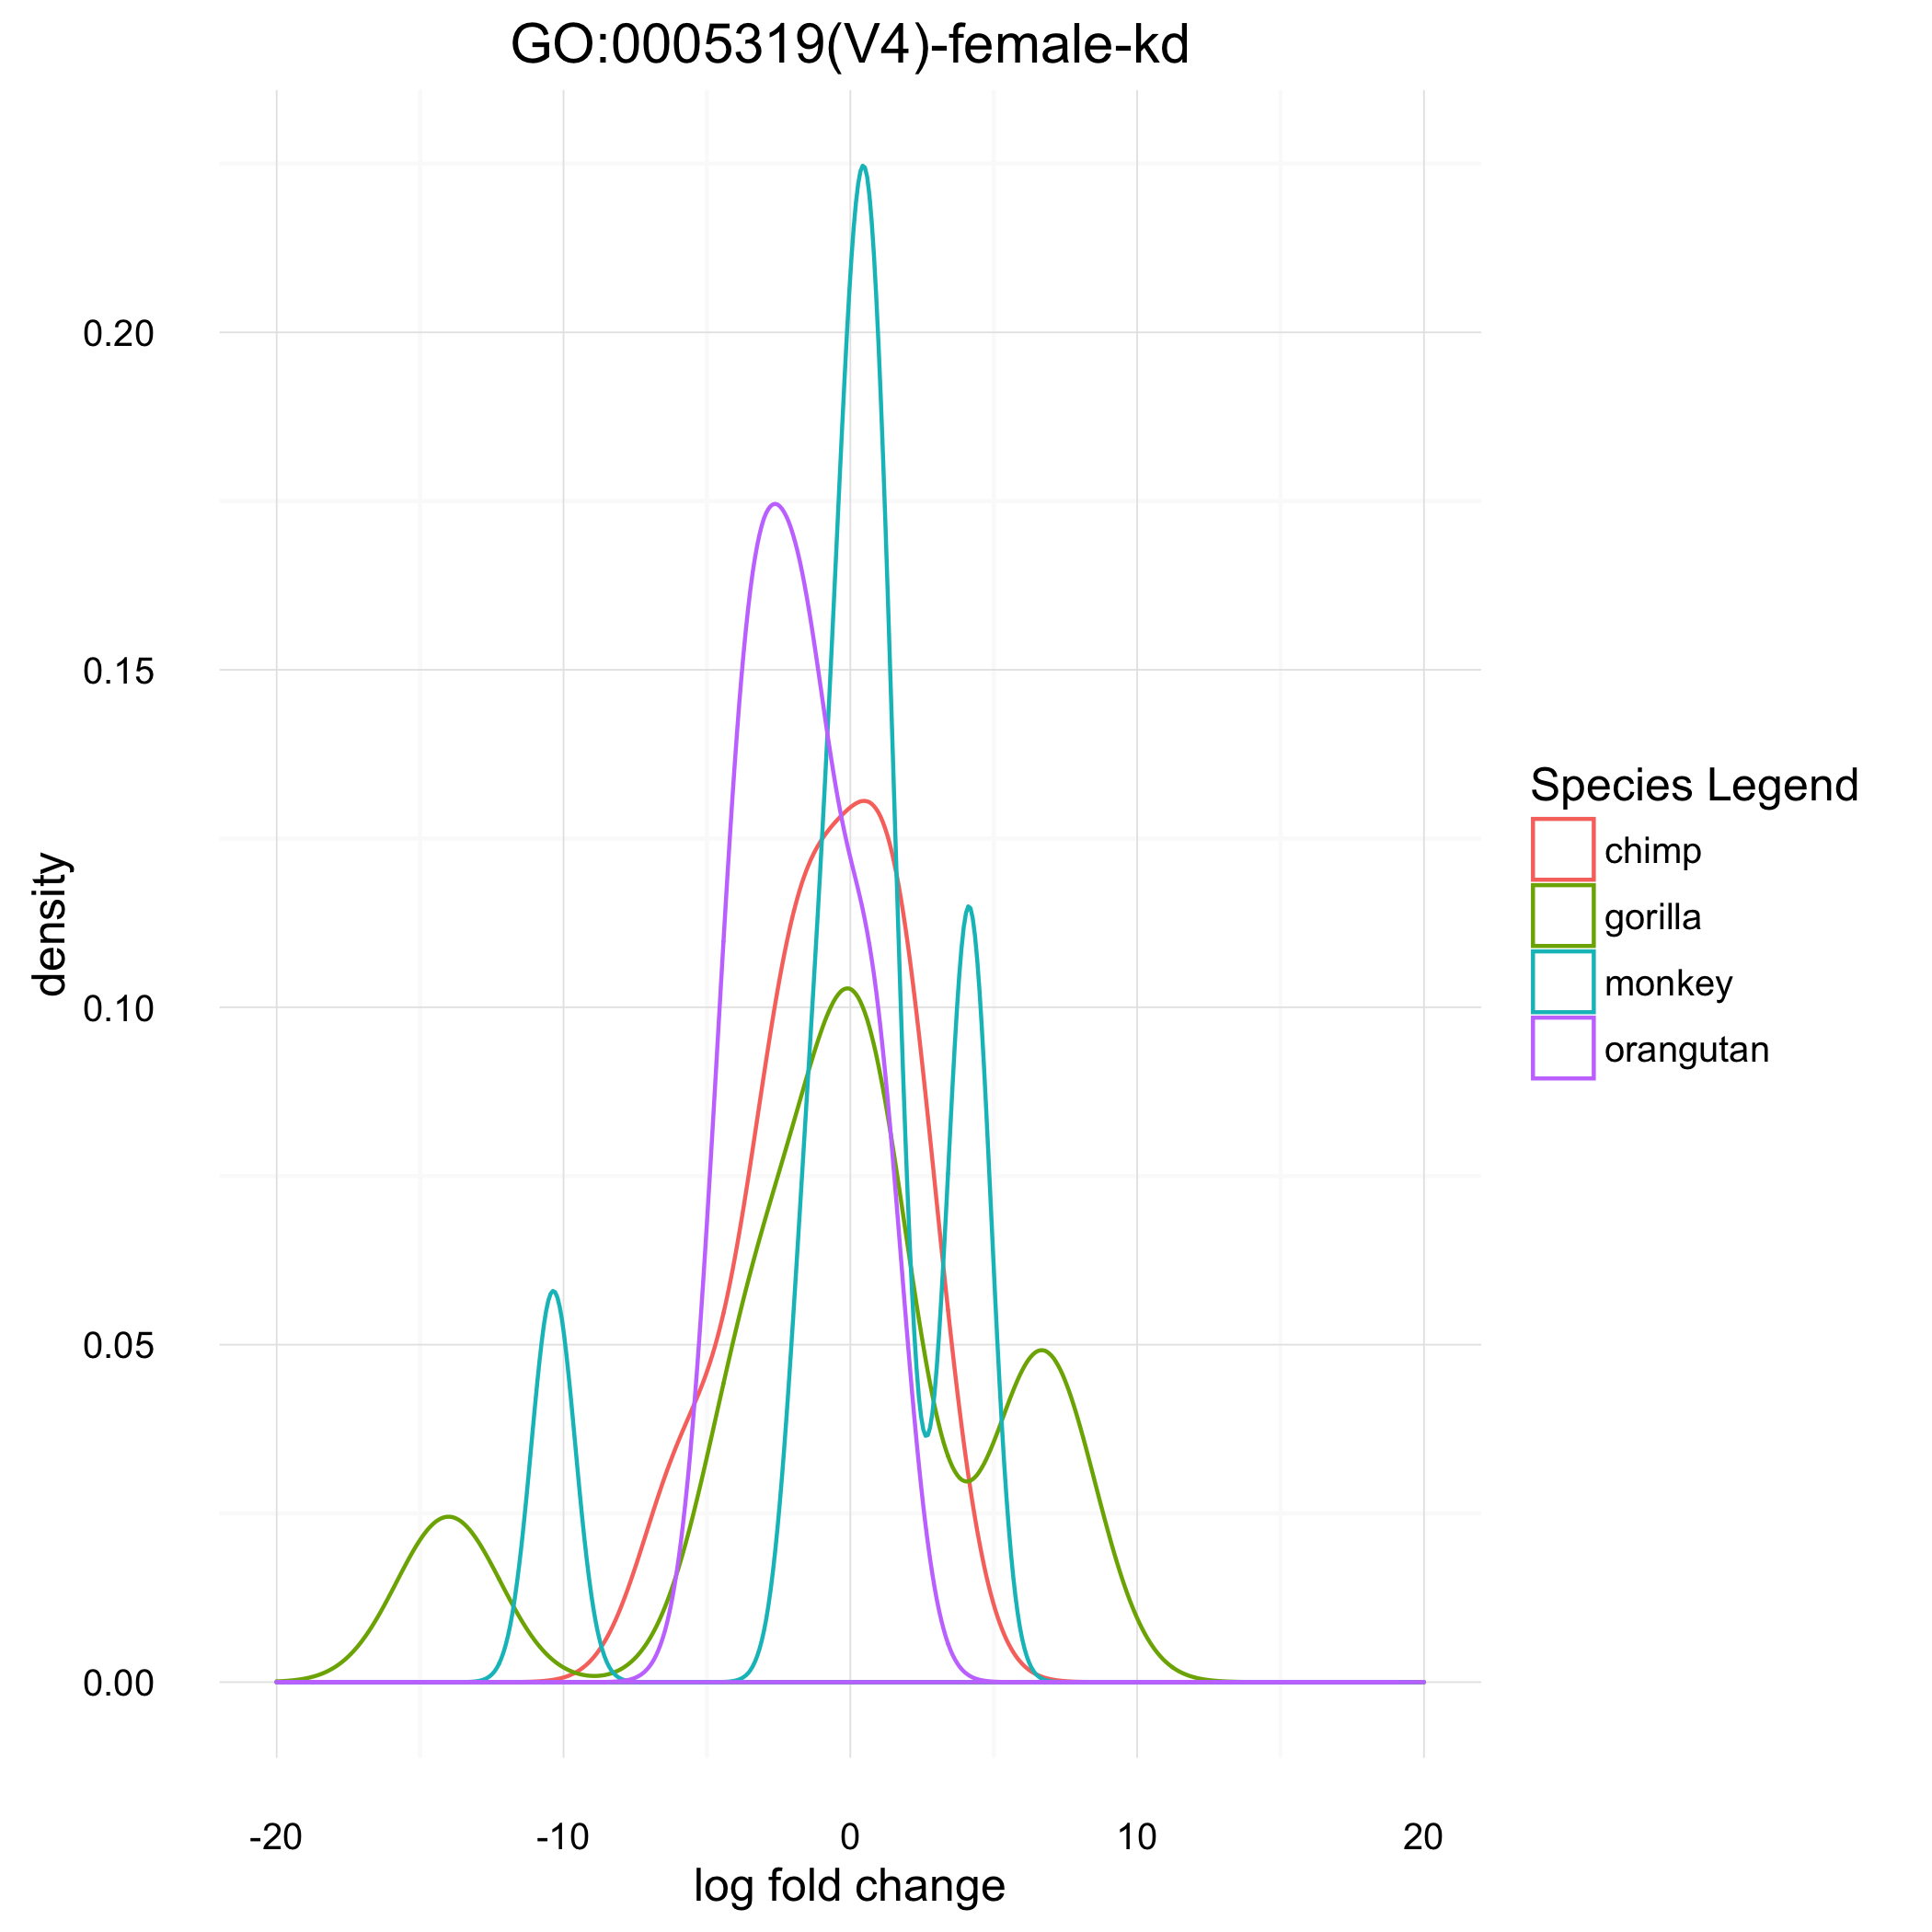 GO:0005319(V4)-female-kd
0.20
0.15
0.10
0.05
0.00
density
-20 -10 0 10 20
log fold change
Species Legend
chimp
gorilla
monkey
orangutan